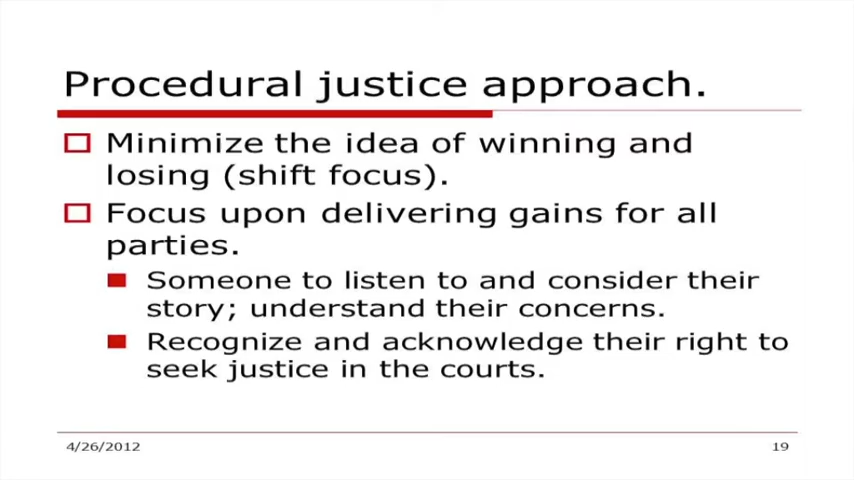 Procedural justice approach.
Minimize the idea of winning and
losing (shift focus).
Focus upon delivering gains for all
parties.
Someone to listen to and consider their
story; understand their concerns.
Recognize and acknowledge their right to
seek justice in the courts.
4/26/2012
19